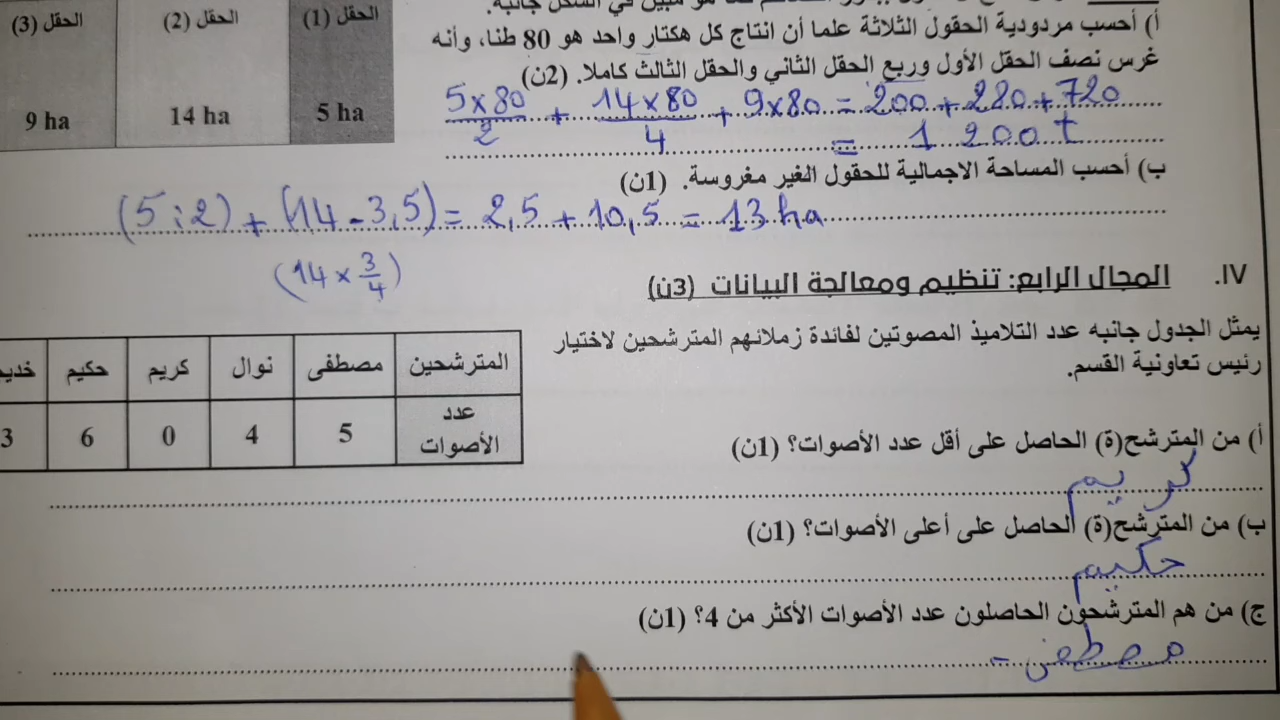 الحقل (1) الحقل (2) الحقل (3)
5 ha 14 ha 9 ha
أ) أحسب مردودية الحقول الثلاثة علما أن انتاج كل هكتار واحد هو 80 طنا، وأنه
غرس نصف الحقل الأول وربع الحقل الثاني والحقل الثالث كاملا. (2ن)
5×80/2 + 14×80/4 + 9×80 = 200 + 280 + 720
= 1 200 t
ب) أحسب المساحة الاجمالية للحقول الغير مغروسة. (1ن)
(5:2) + (14-3,5) = 2,5 + 10,5 = 13 ha
(14 × 3/4)
IV. المجال الرابع: تنظيم ومعالجة البيانات (3ن)
يمثل الجدول جانبه عدد التلاميذ المصوتين لفائدة زملائهم المترشحين لاختيار
رئيس تعاونية القسم.
المترشحين مصطفى نوال كريم حكيم
عدد الأصوات 5 4 0 6 3
أ) من المترشح(ة) الحاصل على أقل عدد الأصوات؟ (1ن)
كريم
ب) من المترشح(ة) الحاصل على أعلى الأصوات؟ (1ن)
حكيم
ج) من هم المترشحون الحاصلون عدد الأصوات الأكثر من 4؟ (1ن)
مصطفى -